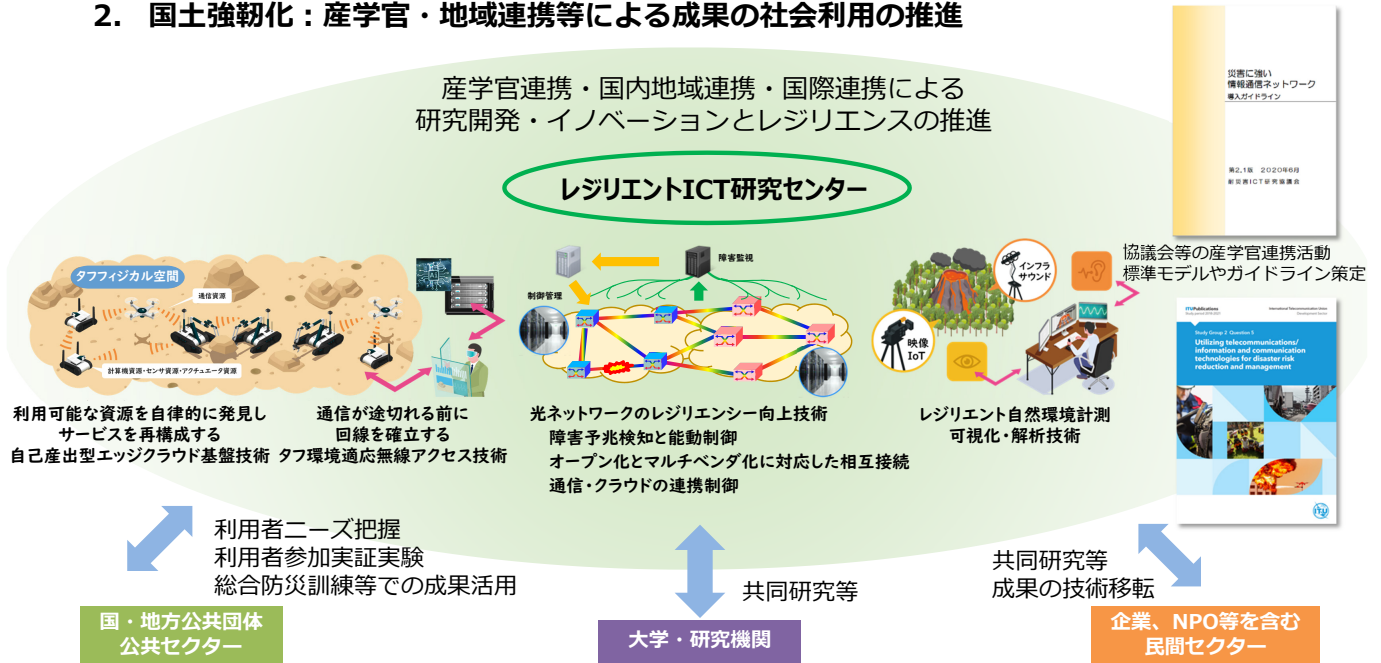 2. 国土強靭化：産学官・地域連携等による成果の社会利用の推進
産学官連携・国内地域連携・国際連携による
研究開発・イノベーションとレジリエンスの推進
レジリエントICT研究センター
災害に強い
情報通信ネットワーク
導入ガイドライン
第2.1版 2020年6月
耐災害ICT研究協議会
タフフィジカル空間
通信資源
計算機資源・センサ資源・アクチュエータ資源
障害監視
制御管理
インフラ
サウンド
映像
IoT
協議会等の産学官連携活動
標準モデルやガイドライン策定
ITUPublications
International Telecommunication Union
Development Sector
Study Group 2 Question 5
Utilizing telecommunications/
information and communication
technologies for disaster risk
reduction and management
利用可能な資源を自律的に発見し
サービスを再構成する
自己産出型エッジクラウド基盤技術
通信が途切れる前に
回線を確立する
タフ環境適応無線アクセス技術
光ネットワークのレジリエンシー向上技術
障害予兆検知と能動制御
オープン化とマルチベンダ化に対応した相互接続
通信・クラウドの連携制御
レジリエント自然環境計測
可視化・解析技術
利用者ニーズ把握
利用者参加実証実験
総合防災訓練等での成果活用
共同研究等
共同研究等
成果の技術移転
国・地方公共団体
公共セクター
大学・研究機関
企業、NPO等を含む
民間セクター